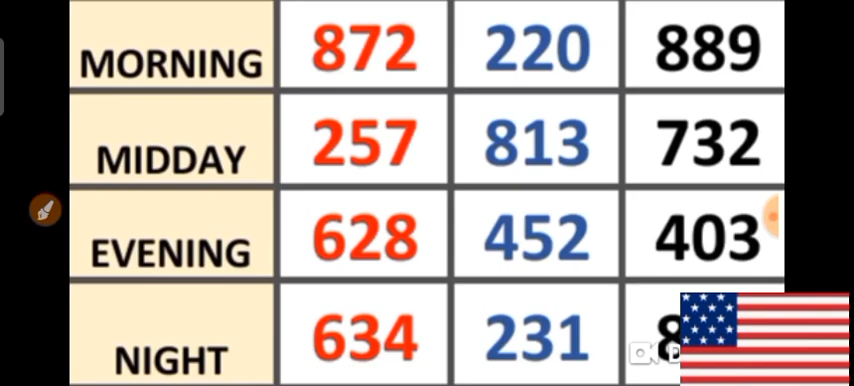 MORNING 872 220 889
MIDDAY 257 813 732
EVENING 628 452 403
NIGHT 634 231